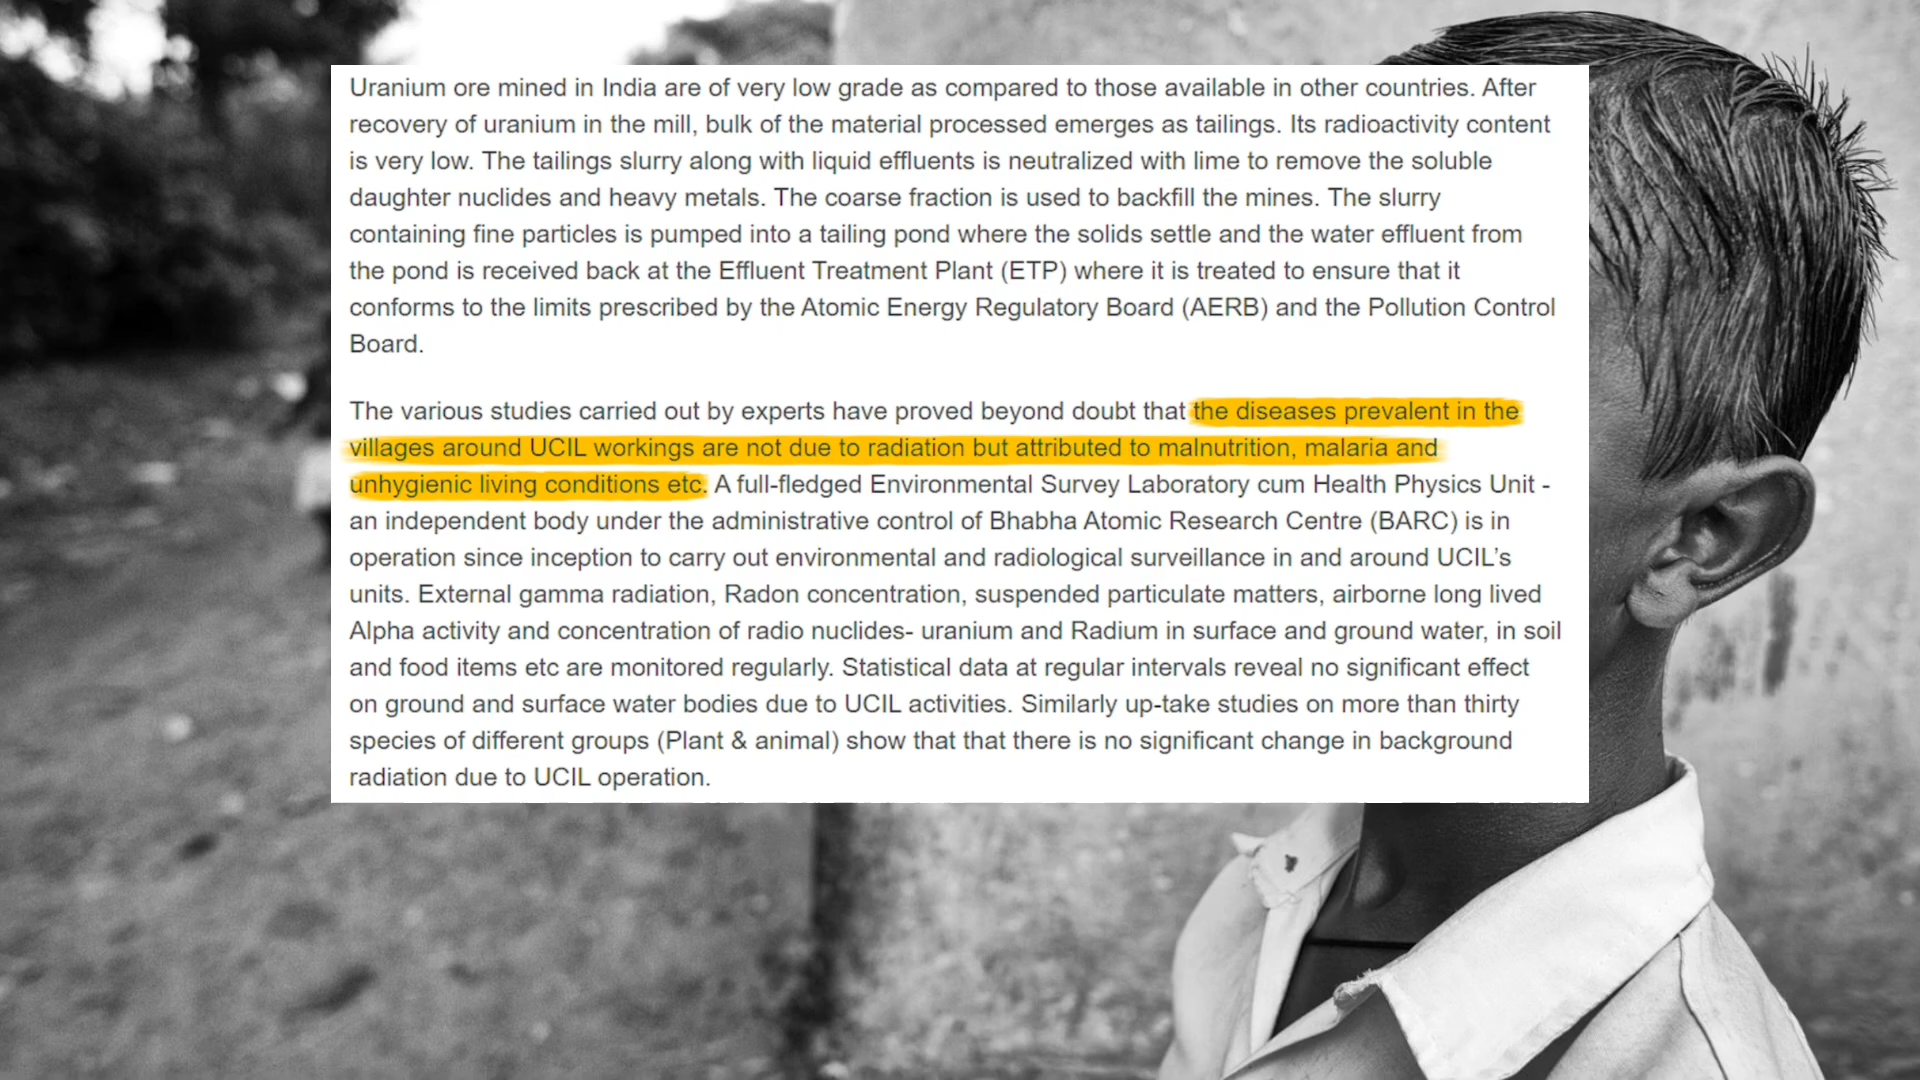 Uranium ore mined in India are of very low grade as compared to those available in other countries. After
recovery of uranium in the mill, bulk of the material processed emerges as tailings. Its radioactivity content
is very low. The tailings slurry along with liquid effluents is neutralized with lime to remove the soluble
daughter nuclides and heavy metals. The coarse fraction is used to backfill the mines. The slurry
containing fine particles is pumped into a tailing pond where the solids settle and the water effluent from
the pond is received back at the Effluent Treatment Plant (ETP) where it is treated to ensure that it
conforms to the limits prescribed by the Atomic Energy Regulatory Board (AERB) and the Pollution Control
Board.
The various studies carried out by experts have proved beyond doubt that the diseases prevalent in the
villages around UCIL workings are not due to radiation but attributed to malnutrition, malaria and
unhygienic living conditions etc. A full-fledged Environmental Survey Laboratory cum Health Physics Unit -
an independent body under the administrative control of Bhabha Atomic Research Centre (BARC) is in
operation since inception to carry out environmental and radiological surveillance in and around UCIL's
units. External gamma radiation, Radon concentration, suspended particulate matters, airborne long lived
Alpha activity and concentration of radio nuclides- uranium and Radium in surface and ground water, in soil
and food items etc are monitored regularly. Statistical data at regular intervals reveal no significant effect
on ground and surface water bodies due to UCIL activities. Similarly up-take studies on more than thirty
species of different groups (Plant & animal) show that that there is no significant change in background
radiation due to UCIL operation.